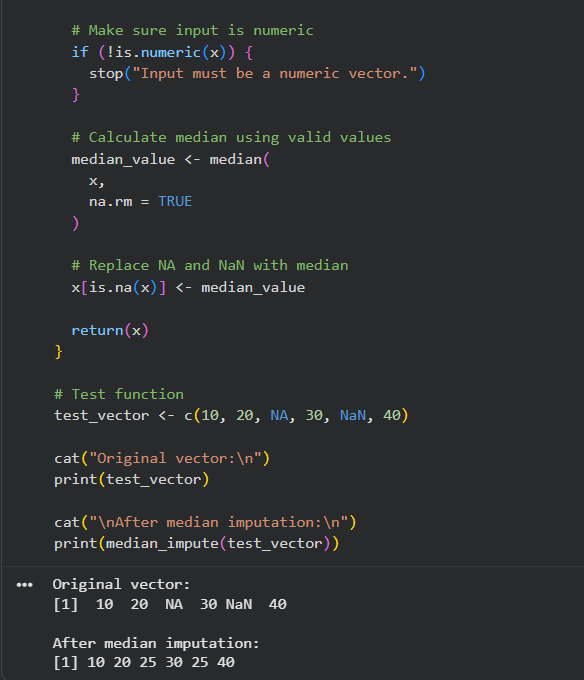 # Make sure input is numeric
if (!is.numeric(x)) {
stop("Input must be a numeric vector.")
}
# Calculate median using valid values
median_value <- median(
x,
na.rm = TRUE
)
# Replace NA and NaN with median
x[is.na(x)] <- median_value
return(x)
}
# Test function
test_vector <- c(10, 20, NA, 30, NaN, 40)
cat("Original vector:\n")
print(test_vector)
cat("\nAfter median imputation:\n")
print(median_impute(test_vector))
Original vector:
[1]  10  20  NA  30 NaN  40
After median imputation:
[1] 10 20 25 30 25 40